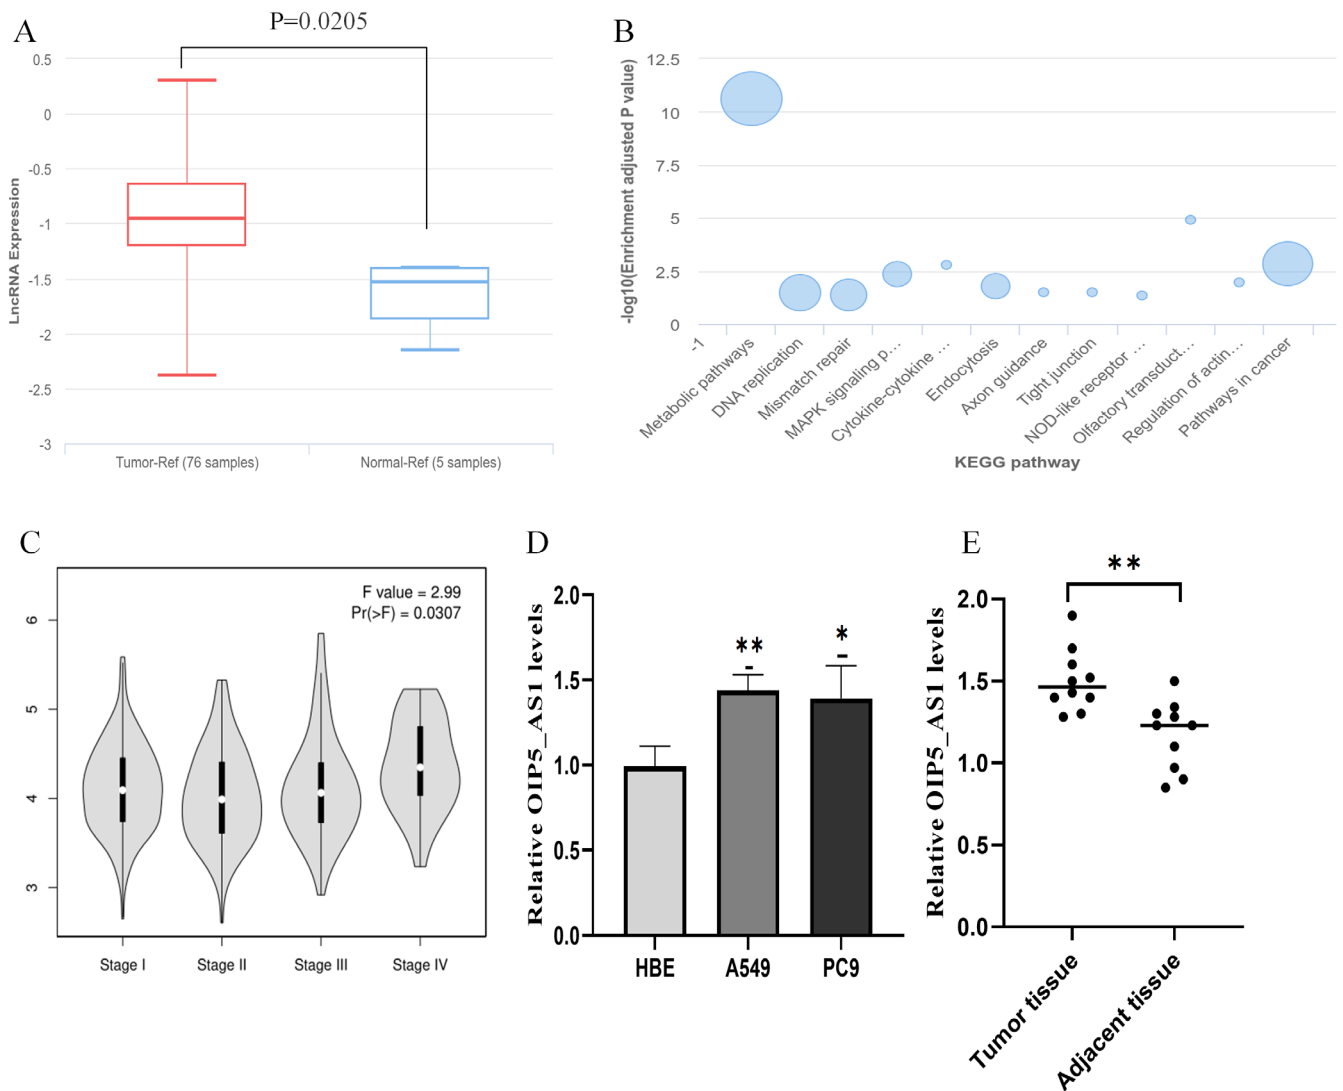 A
P=0.0205
LncRNA Expression
0.5
0
-0.5
-1
-1.5
-2
-2.5
-3
Tumor-Ref (76 samples)
Normal-Ref (5 samples)
B
-log10(Enrichment adjusted P value)
12.5
10
7.5
5
2.5
0
-1
Metabolic pathways
DNA replication
Mismatch repair
MAPK signaling p...
Cytokine-cytokine ...
Endocytosis
Axon guidance
Tight junction
NOD-like receptor ...
Olfactory transduct...
Regulation of actin...
Pathways in cancer
KEGG pathway
C
F value = 2.99
Pr(>F) = 0.0307
6
5
4
3
Stage I
Stage II
Stage III
Stage IV
D
Relative OIP5_AS1 levels
2.0
1.5
1.0
0.5
0.0
**
*
HBE
A549
PC9
E
**
Relative OIP5_AS1 levels
2.0
1.5
1.0
0.5
0.0
Tumor tissue
Adjacent tissue